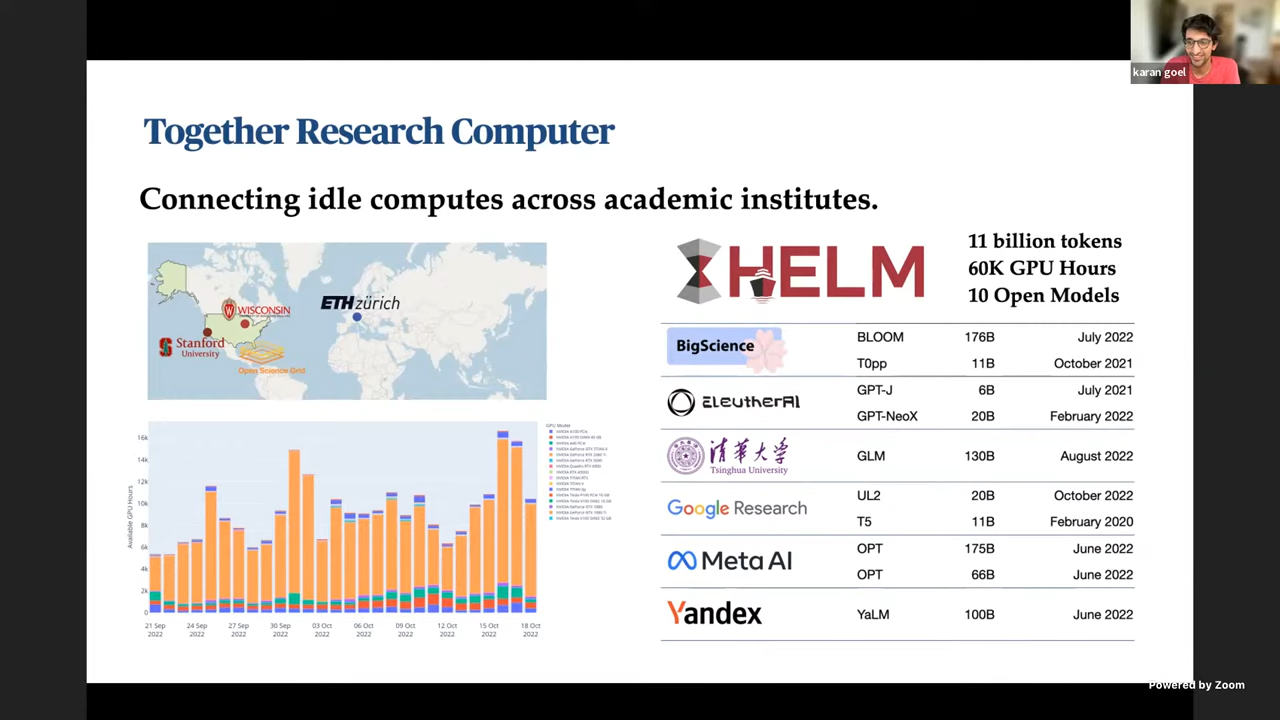 karan goel
Together Research Computer
Connecting idle computes across academic institutes.
WISCONSIN
ETH zürich
Stanford
University
Open Science Grid
HELM
11 billion tokens
60K GPU Hours
10 Open Models
BigScience
BLOOM 176B July 2022
T0pp 11B October 2021
EleutherAI
GPT-J 6B July 2021
GPT-NeoX 20B February 2022
清华大学
Tsinghua University
GLM 130B August 2022
Google Research
UL2 20B October 2022
T5 11B February 2020
Meta AI
OPT 175B June 2022
OPT 66B June 2022
Yandex
YaLM 100B June 2022
Available GPU Hours
16k
14k
12k
10k
8k
6k
4k
2k
0
21 Sep 2022
24 Sep 2022
27 Sep 2022
30 Sep 2022
03 Oct 2022
06 Oct 2022
09 Oct 2022
12 Oct 2022
15 Oct 2022
18 Oct 2022
GPU Model
Powered by Zoom